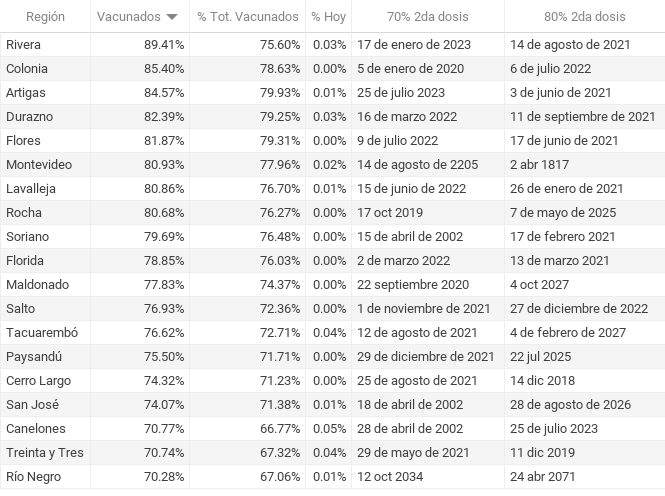 Región Vacunados % Tot. Vacunados % Hoy 70% 2da dosis 80% 2da dosis
Rivera 89.41% 75.60% 0.03% 17 de enero de 2023 14 de agosto de 2021
Colonia 85.40% 78.63% 0.00% 5 de enero de 2020 6 de julio 2022
Artigas 84.57% 79.93% 0.01% 25 de julio 2023 3 de junio de 2021
Durazno 82.39% 79.25% 0.03% 16 de marzo 2022 11 de septiembre de 2021
Flores 81.87% 79.31% 0.00% 9 de julio 2022 17 de junio de 2021
Montevideo 80.93% 77.96% 0.02% 14 de agosto de 2205 2 abr 1817
Lavalleja 80.86% 76.70% 0.01% 15 de junio de 2022 26 de enero de 2021
Rocha 80.68% 76.27% 0.00% 17 oct 2019 7 de mayo de 2025
Soriano 79.69% 76.48% 0.00% 15 de abril de 2002 17 de febrero 2021
Florida 78.85% 76.03% 0.00% 2 de marzo 2022 13 de marzo 2021
Maldonado 77.83% 74.37% 0.00% 22 septiembre 2020 4 oct 2027
Salto 76.93% 72.36% 0.00% 1 de noviembre de 2021 27 de diciembre de 2022
Tacuarembó 76.62% 72.71% 0.04% 12 de agosto de 2021 4 de febrero de 2027
Paysandú 75.50% 71.71% 0.00% 29 de diciembre de 2021 22 jul 2025
Cerro Largo 74.32% 71.23% 0.00% 25 de agosto de 2021 14 dic 2018
San José 74.07% 71.38% 0.01% 18 de abril de 2002 28 de agosto de 2026
Canelones 70.77% 66.77% 0.05% 28 de abril de 2002 25 de julio 2023
Treinta y Tres 70.74% 67.32% 0.04% 29 de mayo de 2021 11 dic 2019
Río Negro 70.28% 67.06% 0.01% 12 oct 2034 24 abr 2071